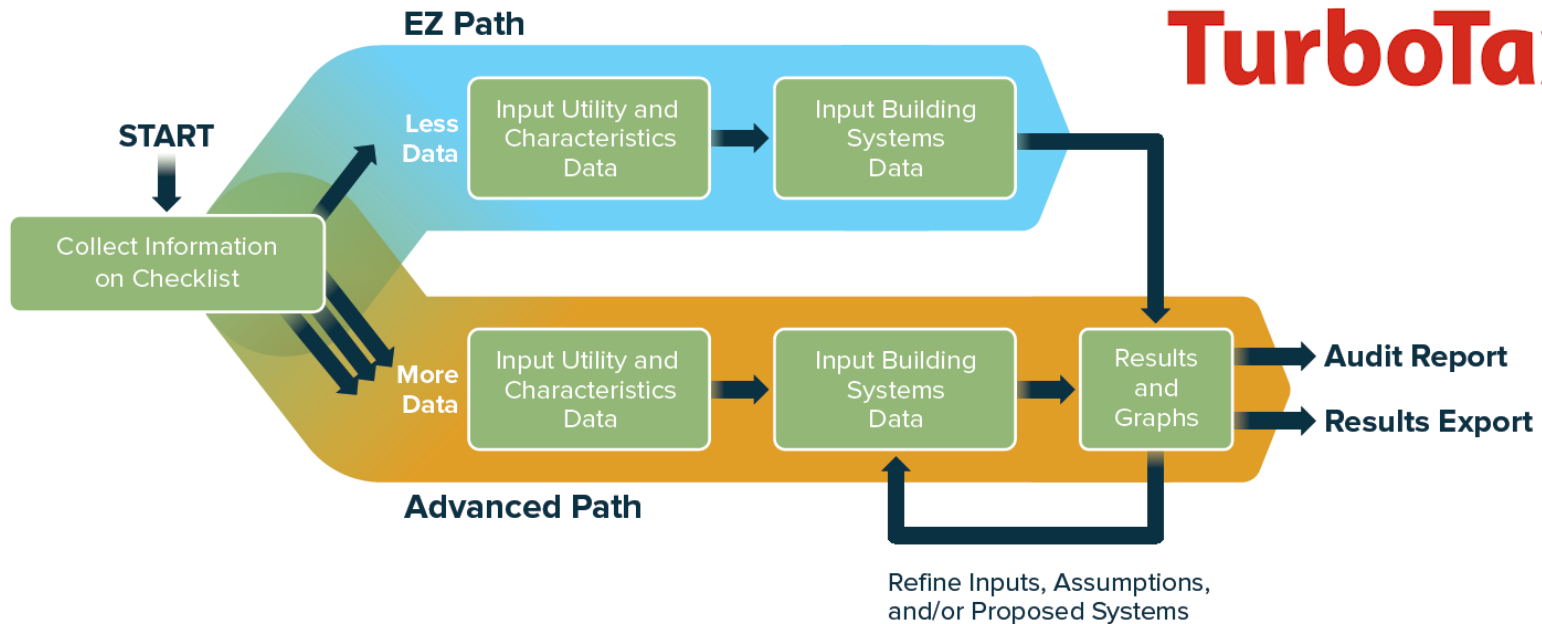 EZ Path
TurboTa
START
Less
Data
Input Utility and
Characteristics
Data
Input Building
Systems
Data
Collect Information
on Checklist
More
Data
Input Utility and
Characteristics
Data
Input Building
Systems
Data
Results
and
Graphs
Audit Report
Results Export
Advanced Path
Refine Inputs, Assumptions,
and/or Proposed Systems